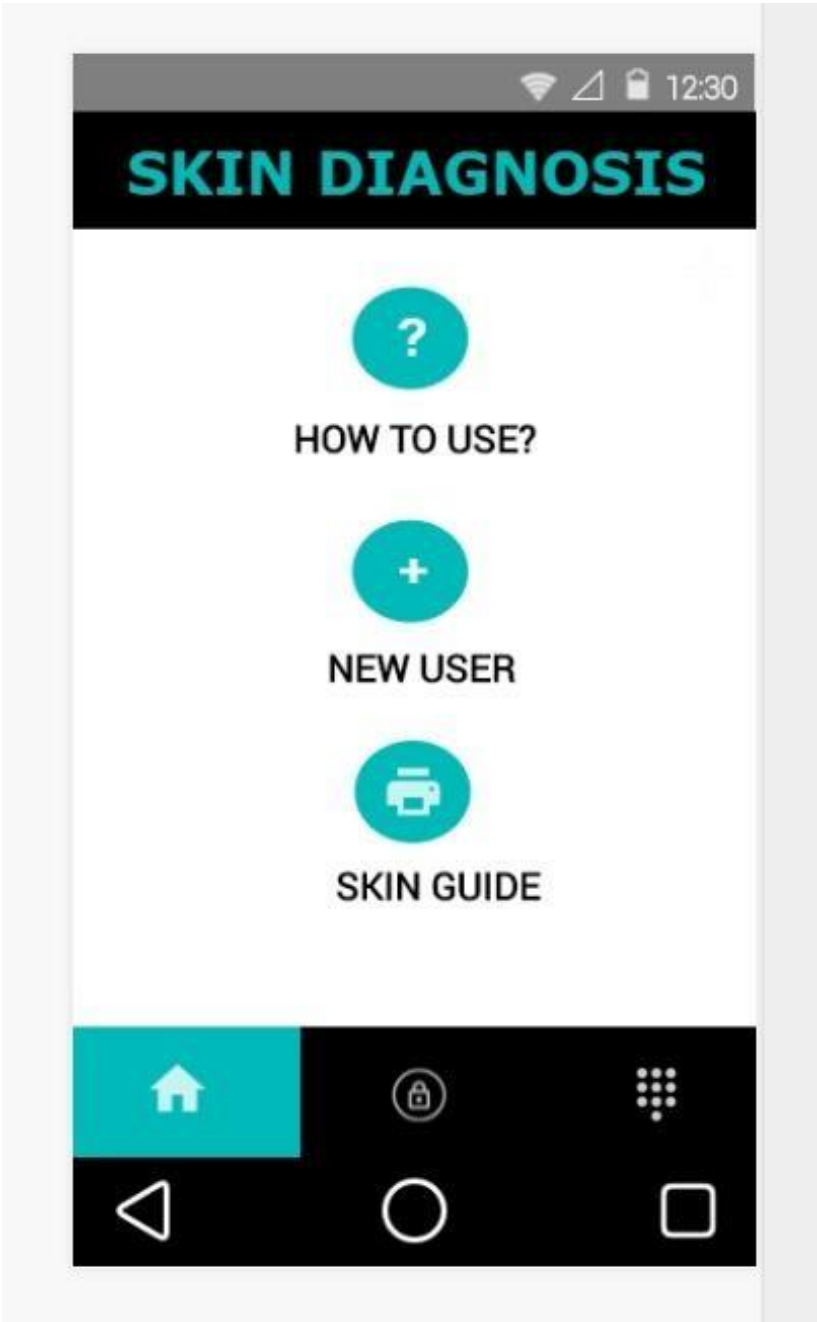 12:30
SKIN DIAGNOSIS
?
HOW TO USE?
+
NEW USER
SKIN GUIDE